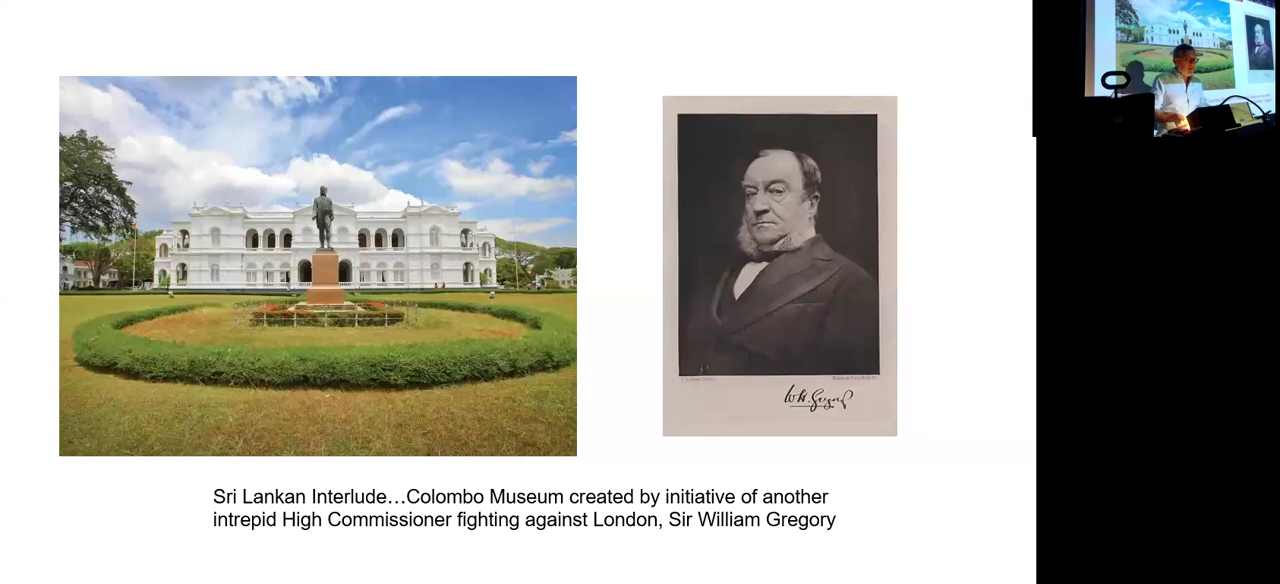 W.H. Gregory
Sri Lankan Interlude…Colombo Museum created by initiative of another
intrepid High Commissioner fighting against London, Sir William Gregory